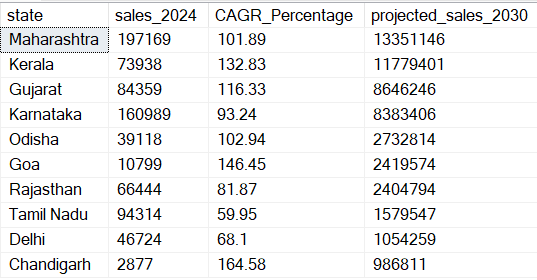 state sales_2024 CAGR_Percentage projected_sales_2030
Maharashtra 197169 101.89 13351146
Kerala 73938 132.83 11779401
Gujarat 84359 116.33 8646246
Karnataka 160989 93.24 8383406
Odisha 39118 102.94 2732814
Goa 10799 146.45 2419574
Rajasthan 66444 81.87 2404794
Tamil Nadu 94314 59.95 1579547
Delhi 46724 68.1 1054259
Chandigarh 2877 164.58 986811